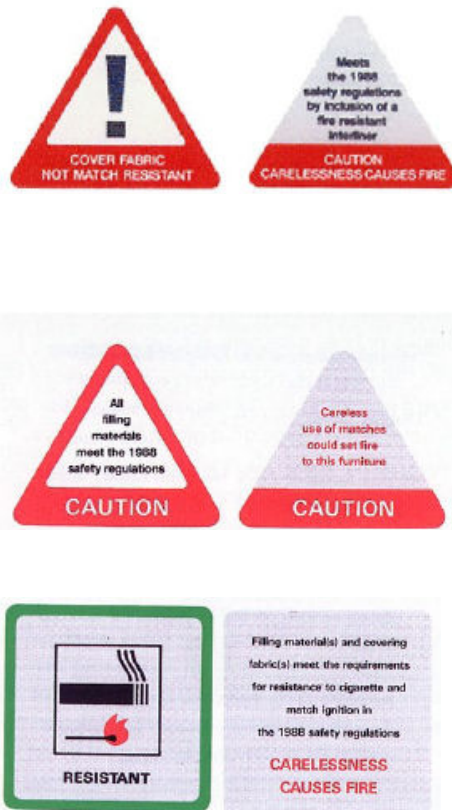 !
COVER FABRIC
NOT MATCH RESISTANT
Meets
the 1988
safety regulations
by inclusion of a
fire resistant
interliner
CAUTION
CARELESSNESS CAUSES FIRE
All
filling
materials
meet the 1988
safety regulations
CAUTION
Careless
use of matches
could set fire
to this furniture
CAUTION
RESISTANT
Filling material(s) and covering
fabric(s) meet the requirements
for resistance to cigarette and
match ignition in
the 1988 safety regulations
CARELESSNESS
CAUSES FIRE